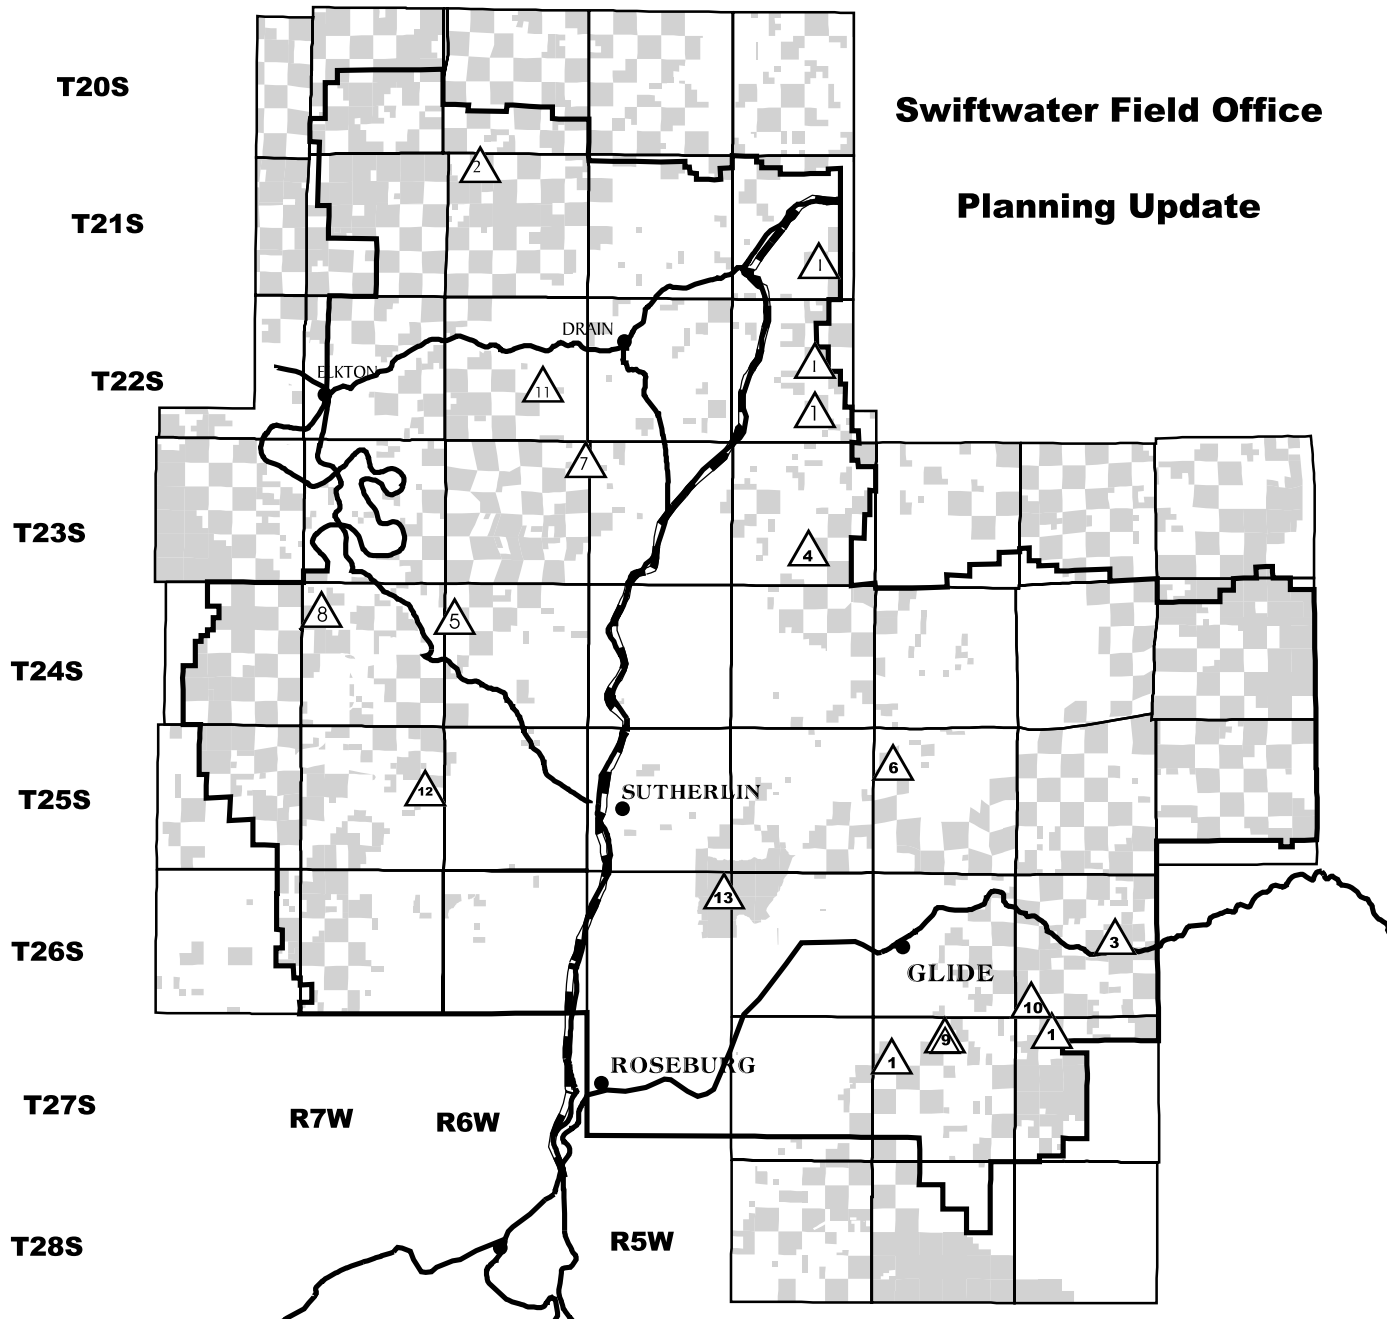 T20S
Swiftwater Field Office
2
Planning Update
T21S
1
DRAIN
1
ELKTON
T22S
11
1
7
T23S
4
8
5
T24S
6
12
SUTHERLIN
T25S
13
3
T26S
GLIDE
10
1
9
1
ROSEBURG
T27S
R7W
R6W
R5W
T28S